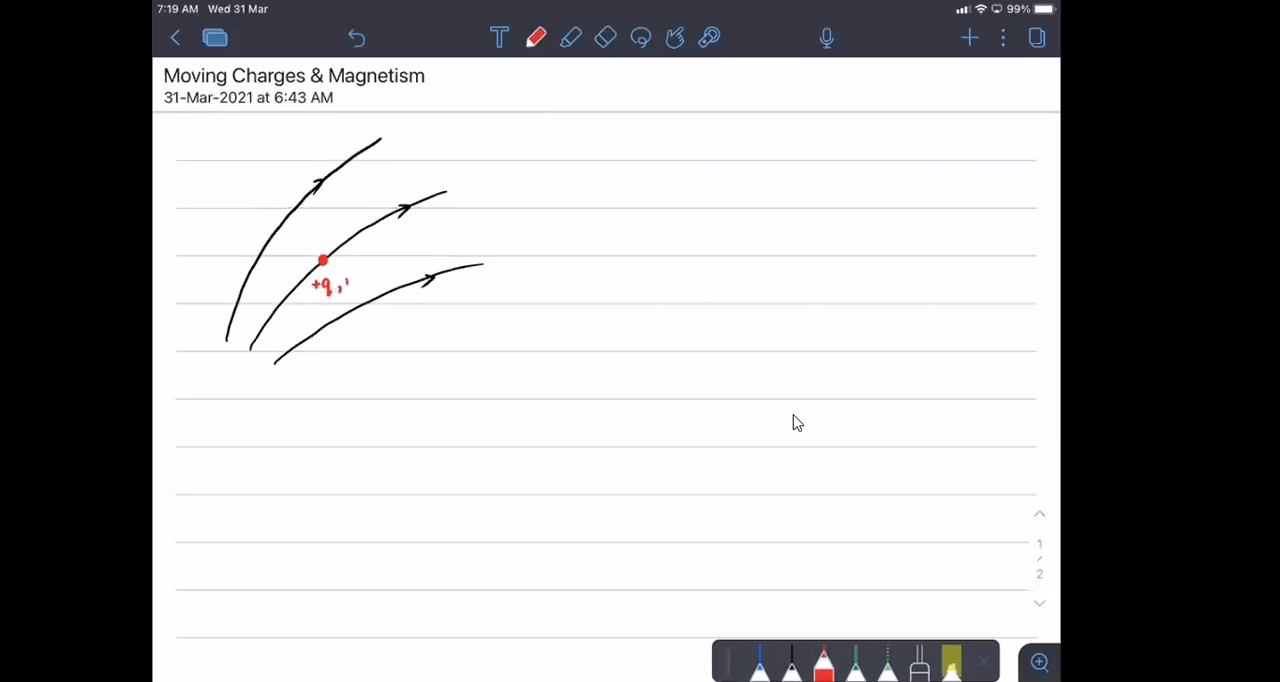 7:19 AM Wed 31 Mar 99%
T
Moving Charges & Magnetism
31-Mar-2021 at 6:43 AM
+q,
1
2